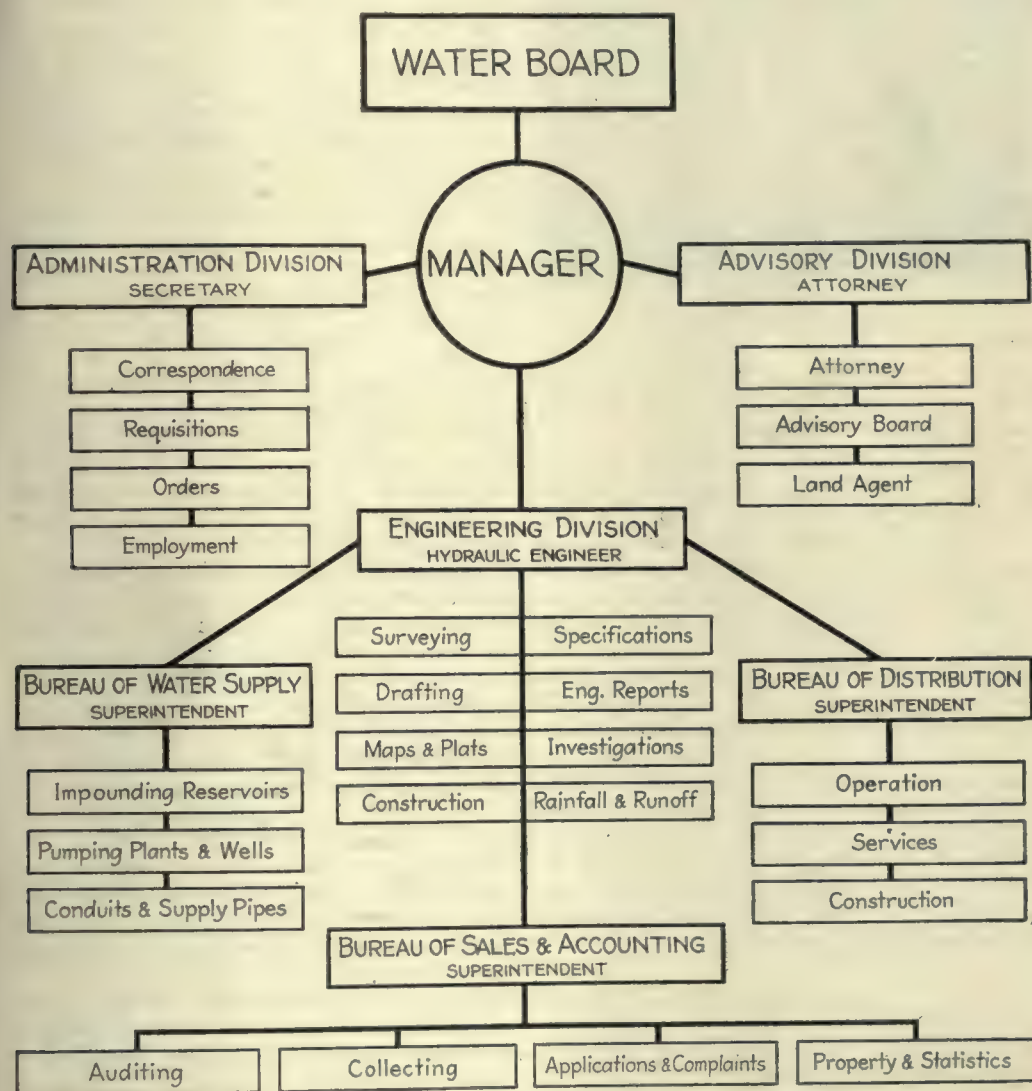 WATER BOARD
MANAGER
ADMINISTRATION DIVISION
SECRETARY
Correspondence
Requisitions
Orders
Employment
ADVISORY DIVISION
ATTORNEY
Attorney
Advisory Board
Land Agent
ENGINEERING DIVISION
HYDRAULIC ENGINEER
Surveying
Specifications
Drafting
Eng. Reports
Maps & Plats
Investigations
Construction
Rainfall & Runoff
BUREAU OF WATER SUPPLY
SUPERINTENDENT
Impounding Reservoirs
Pumping Plants & Wells
Conduits & Supply Pipes
BUREAU OF DISTRIBUTION
SUPERINTENDENT
Operation
Services
Construction
BUREAU OF SALES & ACCOUNTING
SUPERINTENDENT
Auditing
Collecting
Applications & Complaints
Property & Statistics